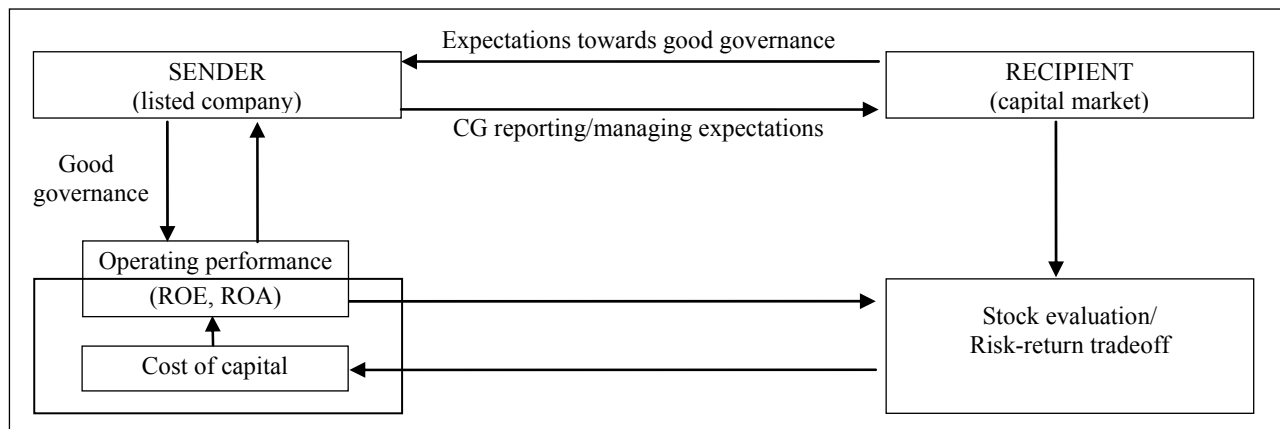 Expectations towards good governance
SENDER
(listed company)
RECIPIENT
(capital market)
CG reporting/managing expectations
Good
governance
Operating performance
(ROE, ROA)
Cost of capital
Stock evaluation/
Risk-return tradeoff